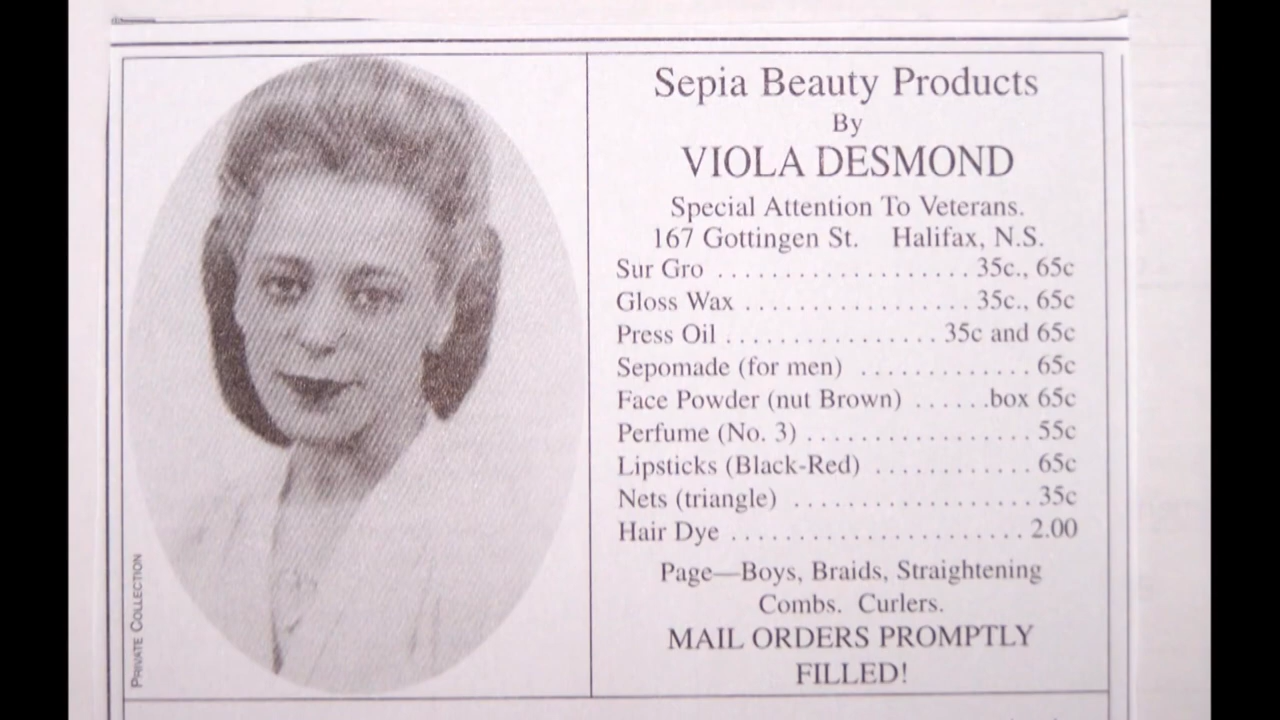 Sepia Beauty Products
By
VIOLA DESMOND
Special Attention To Veterans.
167 Gottingen St. Halifax, N.S.
Sur Gro . . . . . . . . . . . . . . . . . . . 35c., 65c
Gloss Wax . . . . . . . . . . . . . . . . . 35c., 65c
Press Oil . . . . . . . . . . . . . . . . 35c and 65c
Sepomade (for men) . . . . . . . . . . . . . 65c
Face Powder (nut Brown) . . . . . .box 65c
Perfume (No. 3) . . . . . . . . . . . . . . . . . 55c
Lipsticks (Black-Red) . . . . . . . . . . . . 65c
Nets (triangle) . . . . . . . . . . . . . . . . . . 35c
Hair Dye . . . . . . . . . . . . . . . . . . . . . . 2.00
Page—Boys, Braids, Straightening
Combs. Curlers.
MAIL ORDERS PROMPTLY
FILLED!
PRIVATE COLLECTION